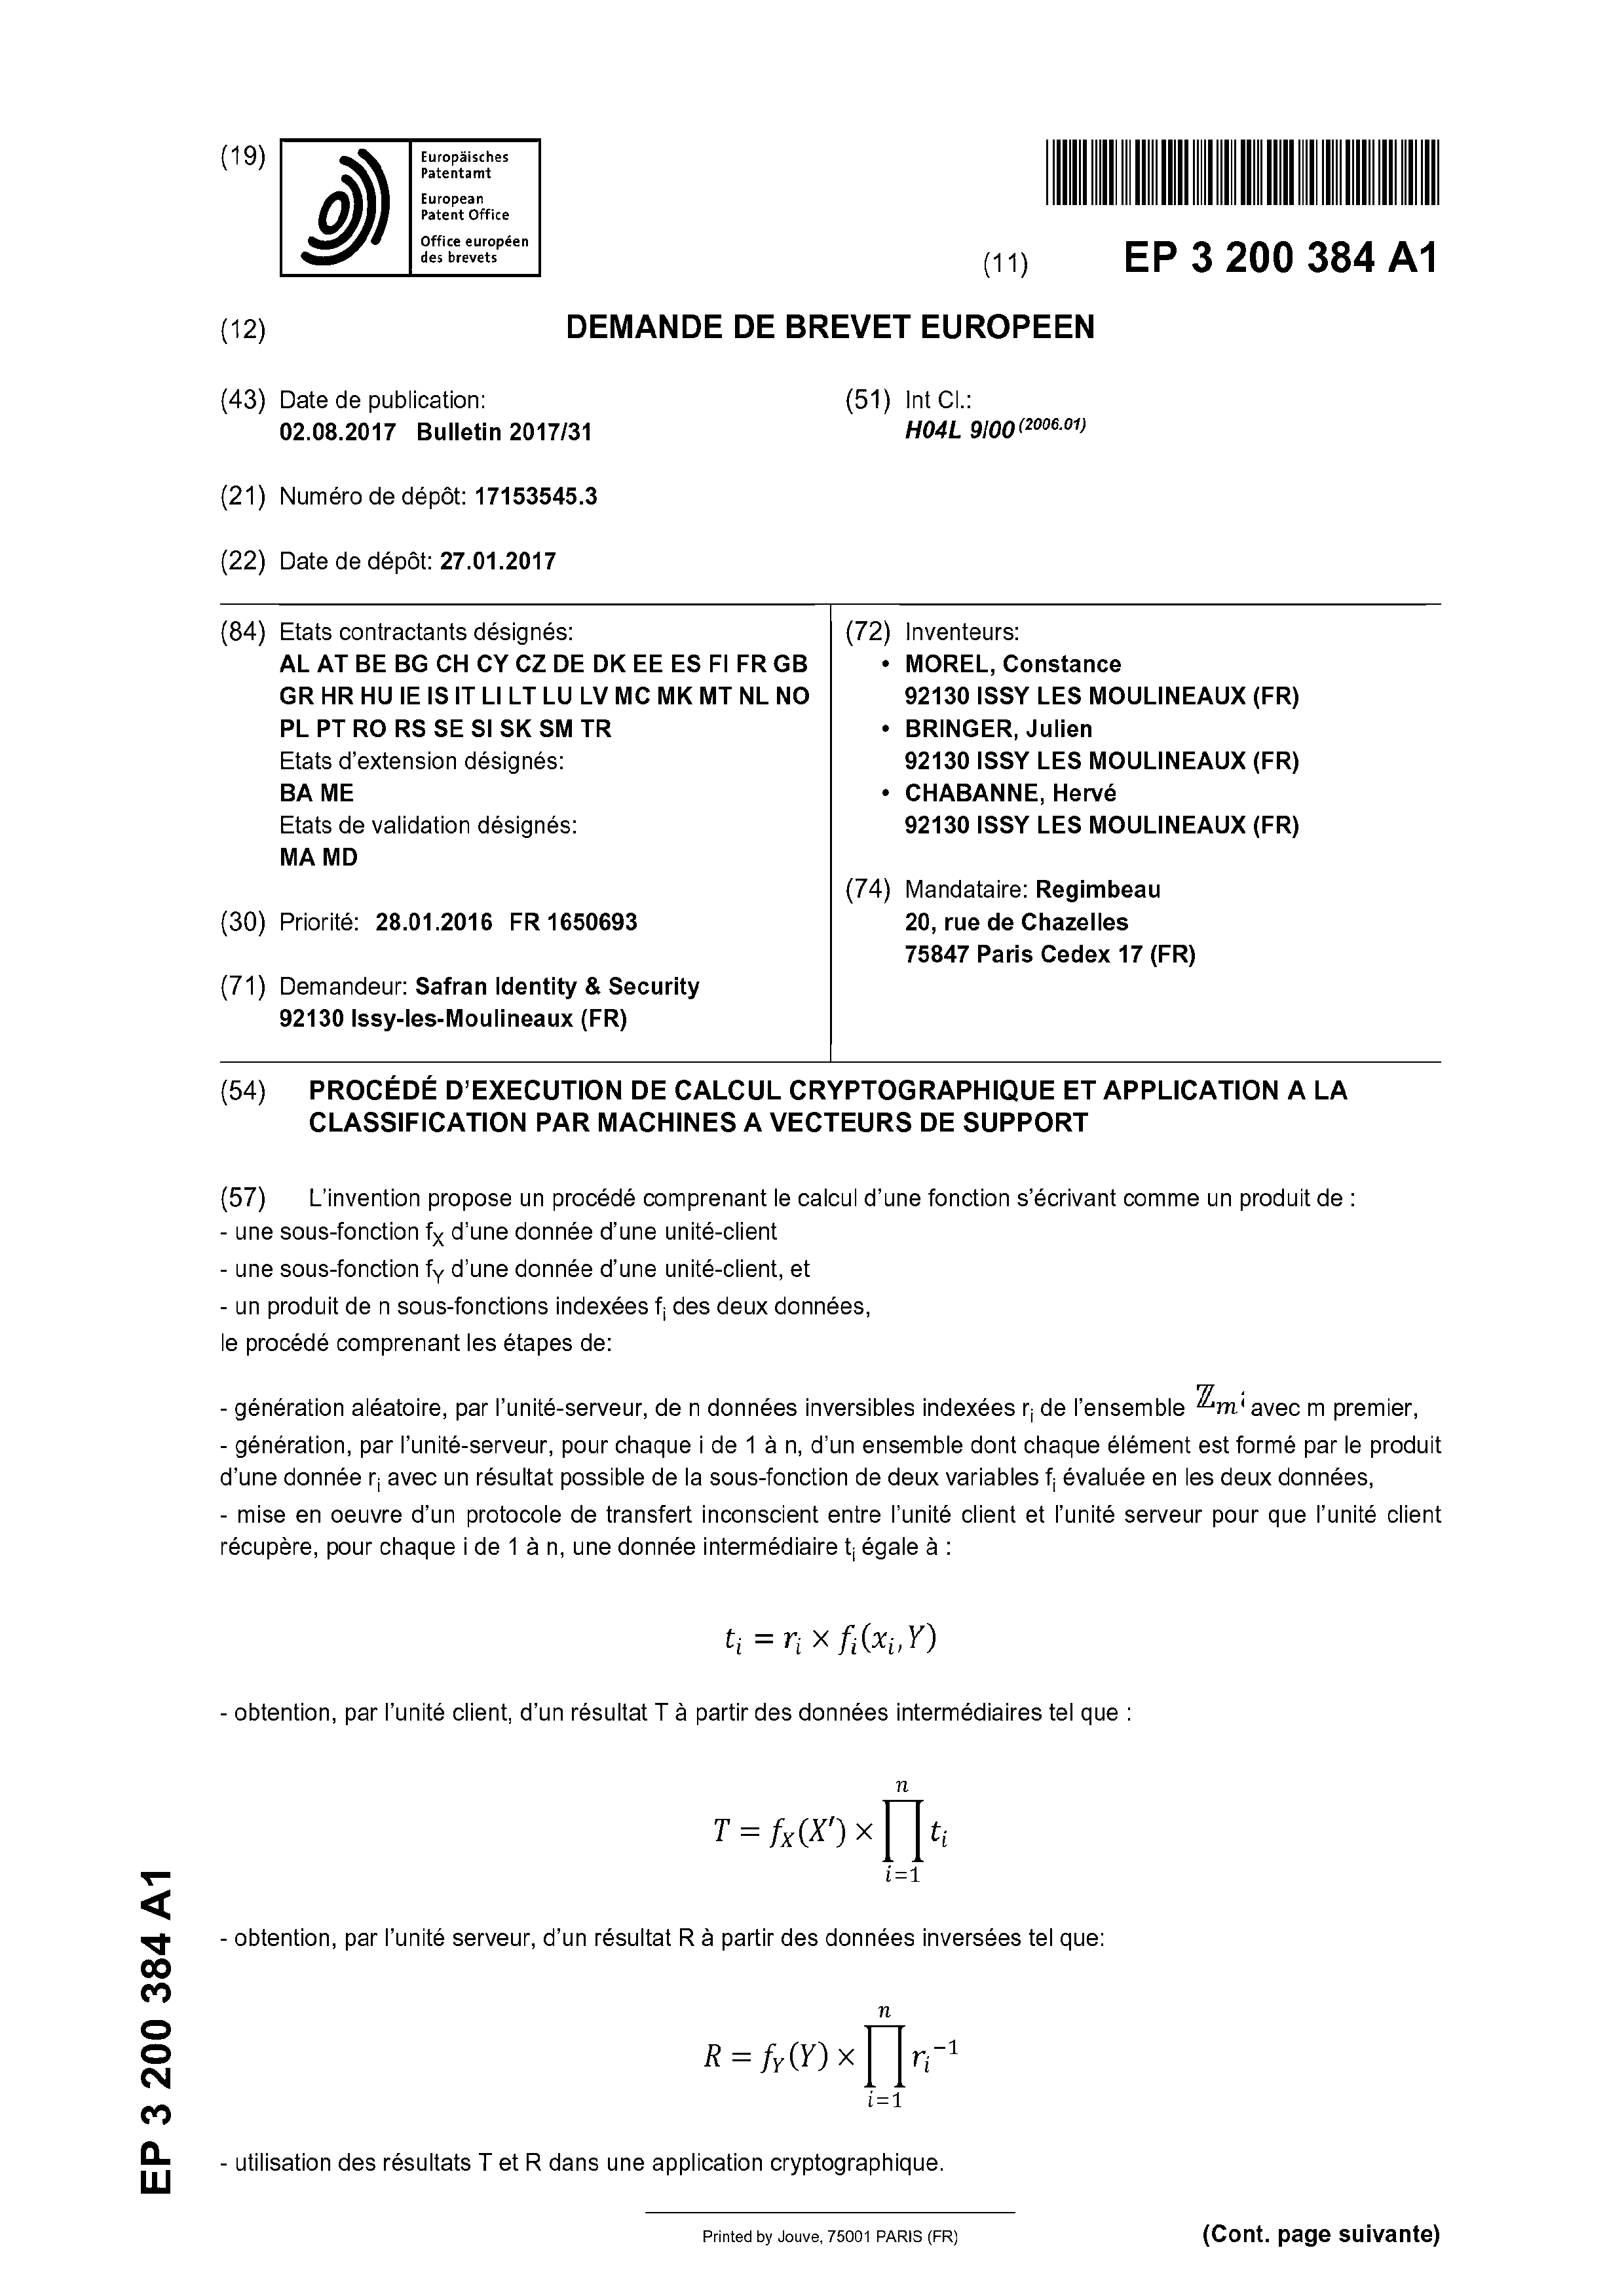 (19)
Europäisches
Patentamt
European
Patent Office
Office européen
des brevets
(11) EP 3 200 384 A1
(12) DEMANDE DE BREVET EUROPEEN
(43) Date de publication:
02.08.2017 Bulletin 2017/31
(51) Int Cl.:
H04L 9/00 (2006.01)
(21) Numéro de dépôt: 17153545.3
(22) Date de dépôt: 27.01.2017
(84) Etats contractants désignés:
AL AT BE BG CH CY CZ DE DK EE ES FI FR GB
GR HR HU IE IS IT LI LT LU LV MC MK MT NL NO
PL PT RO RS SE SI SK SM TR
Etats d'extension désignés:
BA ME
Etats de validation désignés:
MA MD
(30) Priorité: 28.01.2016 FR 1650693
(71) Demandeur: Safran Identity & Security
92130 Issy-les-Moulineaux (FR)
(72) Inventeurs:
• MOREL, Constance
92130 ISSY LES MOULINEAUX (FR)
• BRINGER, Julien
92130 ISSY LES MOULINEAUX (FR)
• CHABANNE, Hervé
92130 ISSY LES MOULINEAUX (FR)
(74) Mandataire: Regimbeau
20, rue de Chazelles
75847 Paris Cedex 17 (FR)
(54) PROCÉDÉ D'EXECUTION DE CALCUL CRYPTOGRAPHIQUE ET APPLICATION A LA
CLASSIFICATION PAR MACHINES A VECTEURS DE SUPPORT
(57) L'invention propose un procédé comprenant le calcul d'une fonction s'écrivant comme un produit de :
- une sous-fonction f_X d'une donnée d'une unité-client
- une sous-fonction f_Y d'une donnée d'une unité-client, et
- un produit de n sous-fonctions indexées f_i des deux données,
le procédé comprenant les étapes de:
- génération aléatoire, par l'unité-serveur, de n données inversibles indexées r_i de l'ensemble ℤ_m, avec m premier,
- génération, par l'unité-serveur, pour chaque i de 1 à n, d'un ensemble dont chaque élément est formé par le produit
d'une donnée r_i avec un résultat possible de la sous-fonction de deux variables f_i évaluée en les deux données,
- mise en oeuvre d'un protocole de transfert inconscient entre l'unité client et l'unité serveur pour que l'unité client
récupère, pour chaque i de 1 à n, une donnée intermédiaire t_i égale à :
t_i = r_i × f_i(x_i, Y)
- obtention, par l'unité client, d'un résultat T à partir des données intermédiaires tel que :
T = f_X(X′) × ∏_{i=1}^{n} t_i
- obtention, par l'unité serveur, d'un résultat R à partir des données inversées tel que:
R = f_Y(Y) × ∏_{i=1}^{n} r_i^{−1}
- utilisation des résultats T et R dans une application cryptographique.
EP 3 200 384 A1
Printed by Jouve, 75001 PARIS (FR)
(Cont. page suivante)